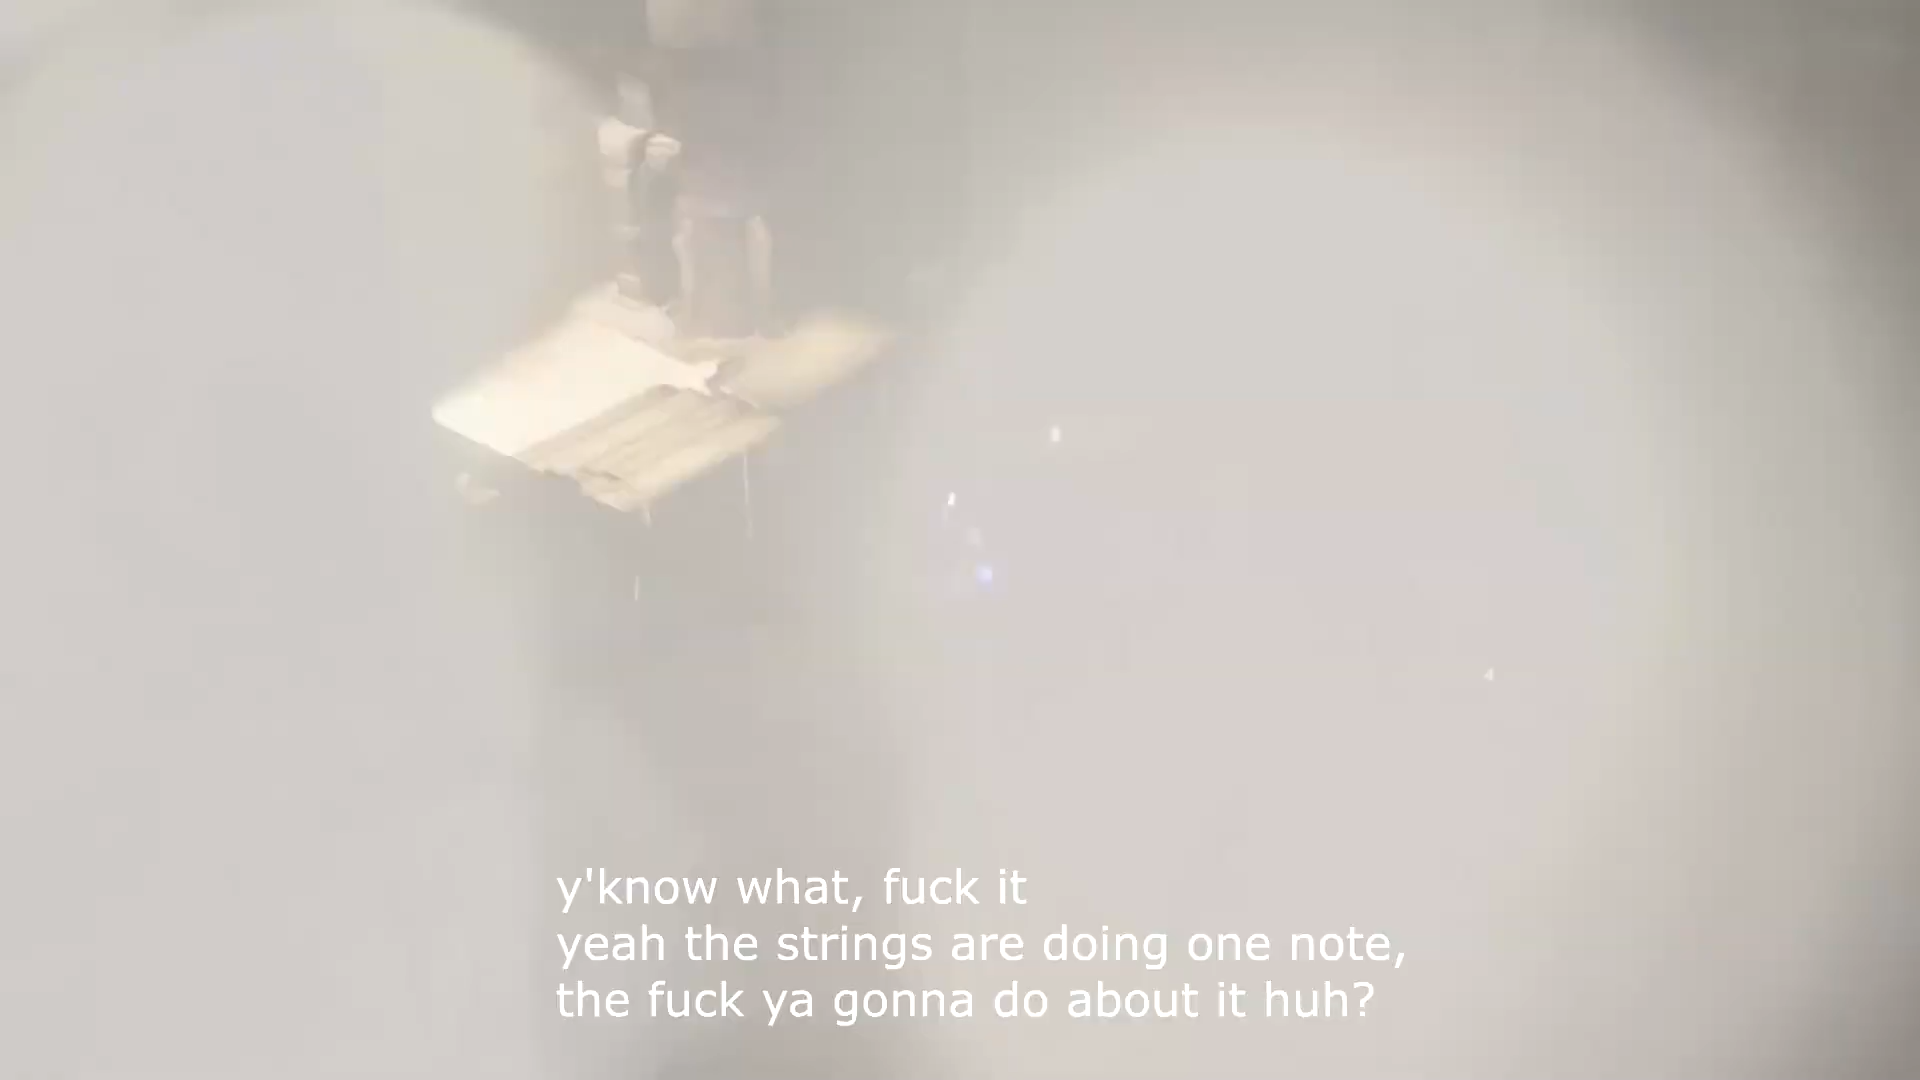 y'know what, fuck it
yeah the strings are doing one note,
the fuck ya gonna do about it huh?